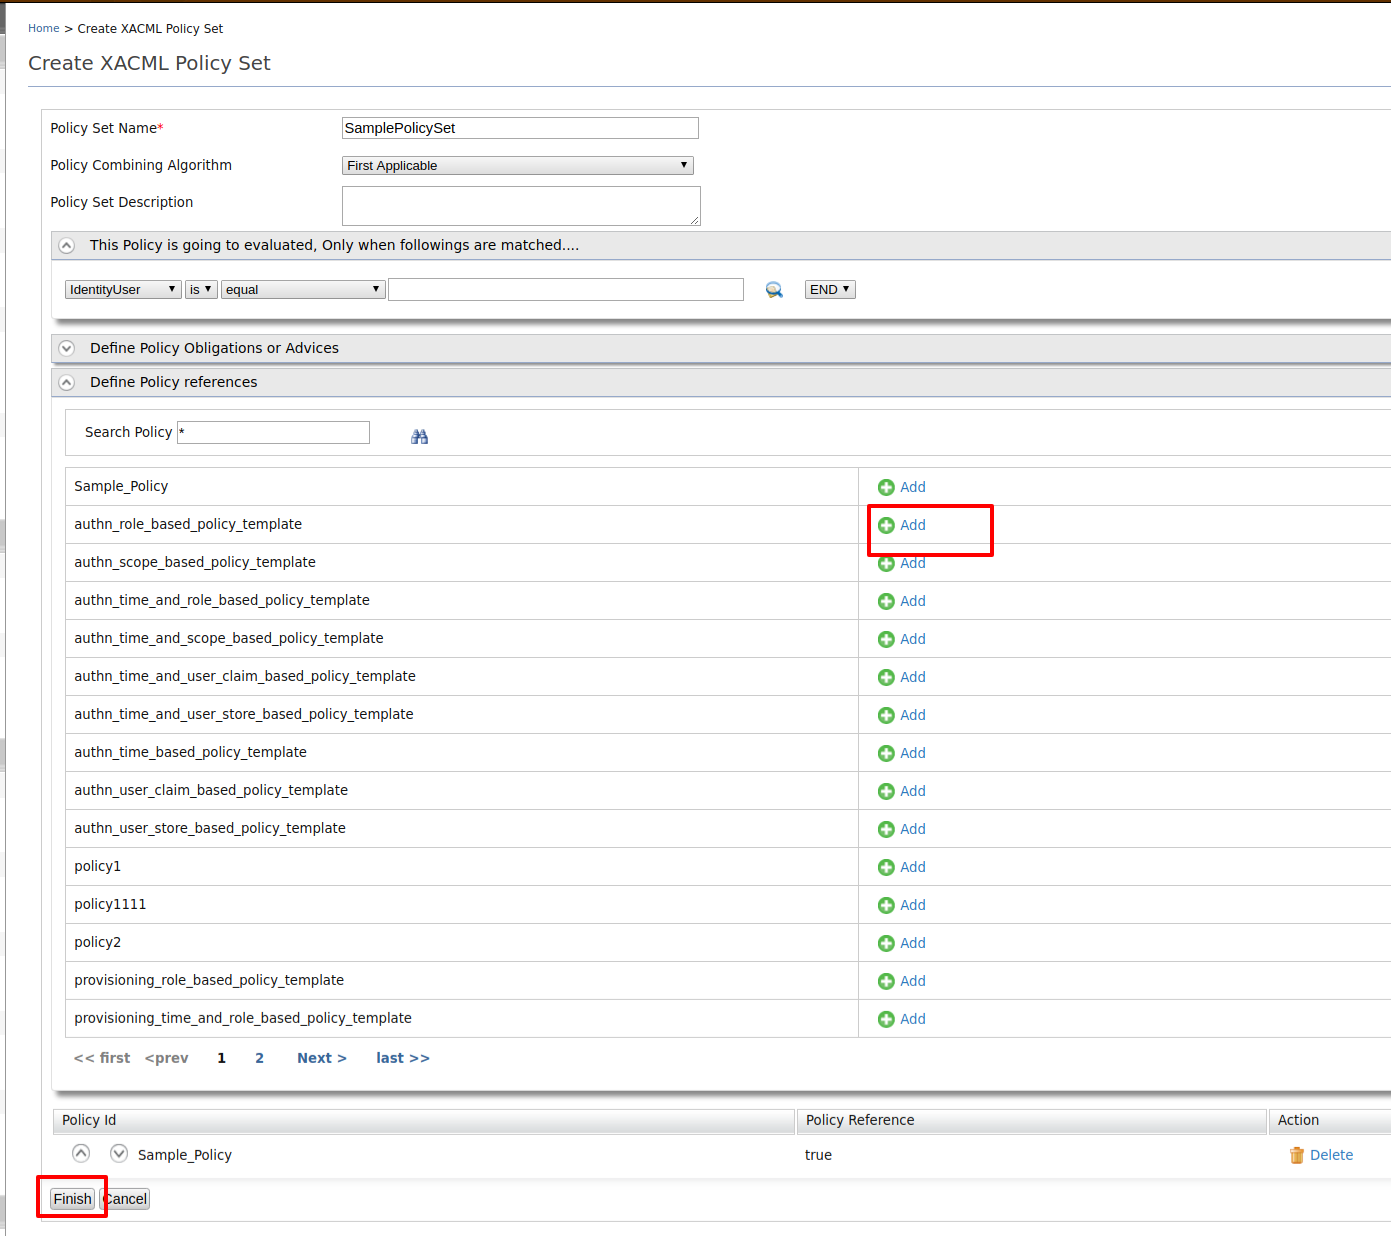 Home > Create XACML Policy Set
Create XACML Policy Set
Policy Set Name* SamplePolicySet
Policy Combining Algorithm First Applicable
Policy Set Description
This Policy is going to evaluated, Only when followings are matched....
IdentityUser is equal END
Define Policy Obligations or Advices
Define Policy references
Search Policy *
Sample_Policy Add
authn_role_based_policy_template Add
authn_scope_based_policy_template Add
authn_time_and_role_based_policy_template Add
authn_time_and_scope_based_policy_template Add
authn_time_and_user_claim_based_policy_template Add
authn_time_and_user_store_based_policy_template Add
authn_time_based_policy_template Add
authn_user_claim_based_policy_template Add
authn_user_store_based_policy_template Add
policy1 Add
policy1111 Add
policy2 Add
provisioning_role_based_policy_template Add
provisioning_time_and_role_based_policy_template Add
<< first <prev 1 2 Next > last >>
Policy Id Policy Reference Action
Sample_Policy true Delete
Finish Cancel